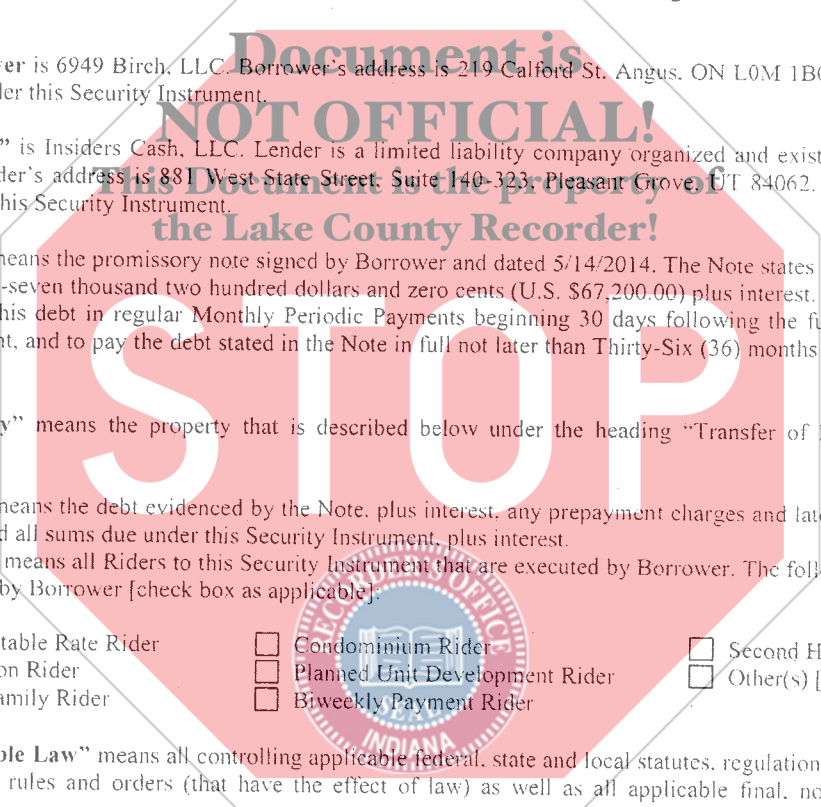 Document is
ver is 6949 Birch, LLC. Borrower's address is 219 Calford St. Angus. ON L0M 1B
der this Security Instrument.
NOT OFFICIAL!
” is Insiders Cash, LLC. Lender is a limited liability company organized and exist
der's address is 881 West State Street, Suite 140-323, Pleasant Grove, UT 84062.
This Document is the property of
his Security Instrument.
the Lake County Recorder!
neans the promissory note signed by Borrower and dated 5/14/2014. The Note states
-seven thousand two hundred dollars and zero cents (U.S. $67,200.00) plus interest.
his debt in regular Monthly Periodic Payments beginning 30 days following the fu
nt, and to pay the debt stated in the Note in full not later than Thirty-Six (36) months
STOP
y” means the property that is described below under the heading “Transfer of
neans the debt evidenced by the Note, plus interest, any prepayment charges and late
d all sums due under this Security Instrument, plus interest.
means all Riders to this Security Instrument that are executed by Borrower. The foll
by Borrower [check box as applicable]:
RECORDER'S OFFICE
SEAL
INDIANA
table Rate Rider Condominium Rider Second H
on Rider Planned Unit Development Rider Other(s) [
amily Rider Biweekly Payment Rider
ble Law” means all controlling applicable federal, state and local statutes, regulation
rules and orders (that have the effect of law) as well as all applicable final, no